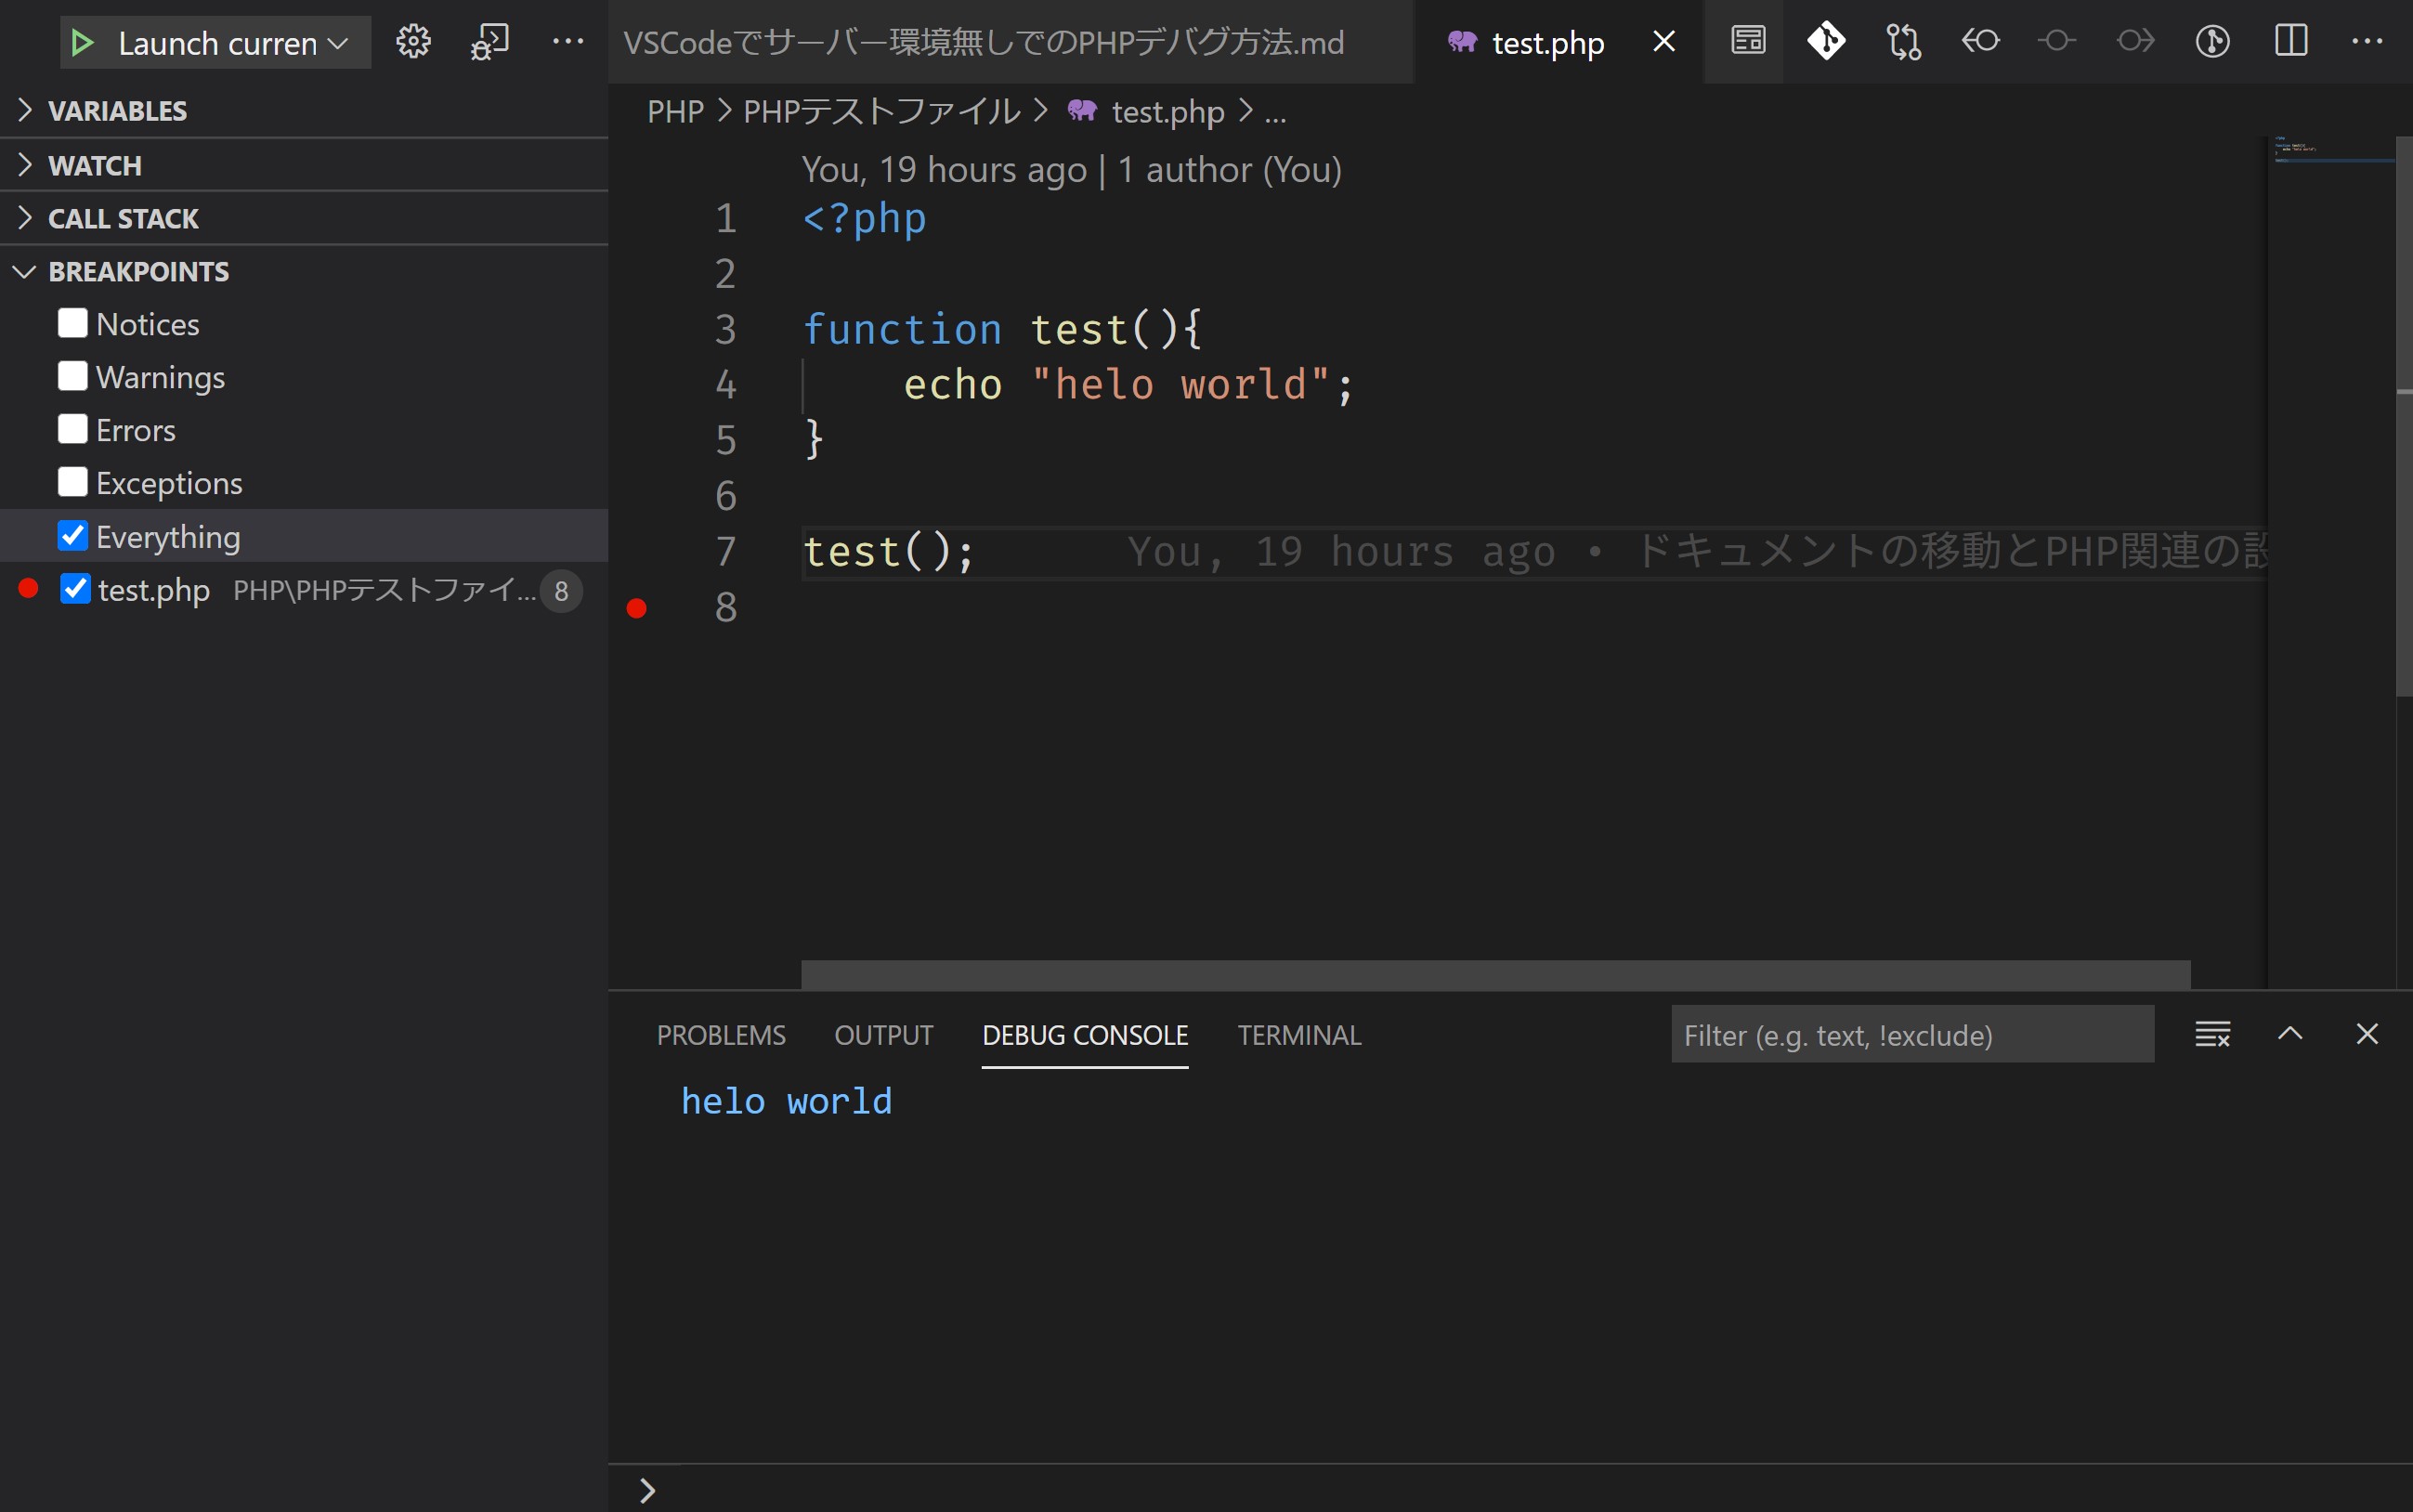 Launch curren
VSCodeでサーバー環境無しでのPHPデバグ方法.md
test.php
VARIABLES
WATCH
CALL STACK
BREAKPOINTS
Notices
Warnings
Errors
Exceptions
Everything
test.php PHP\PHPテストファイ... 8
PHP > PHPテストファイル > test.php > ...
You, 19 hours ago | 1 author (You)
1 <?php
2
3 function test(){
4     echo "helo world";
5 }
6
7 test();      You, 19 hours ago • ドキュメントの移動とPHP関連の設
8
PROBLEMS OUTPUT DEBUG CONSOLE TERMINAL
Filter (e.g. text, !exclude)
helo world